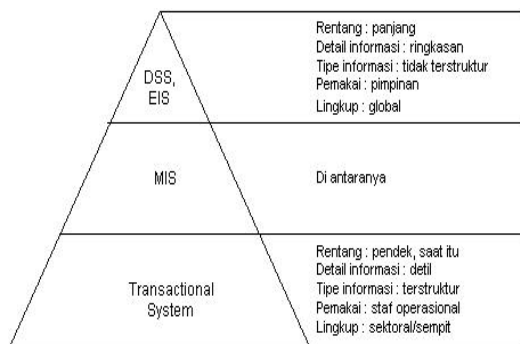 DSS,
EIS
Rentang : panjang
Detail informasi : ringkasan
Tipe informasi : tidak terstruktur
Pemakai : pimpinan
Lingkup : global
MIS
Di antaranya
Transactional
System
Rentang : pendek, saat itu
Detail informasi : detil
Tipe informasi : terstruktur
Pemakai : staf operasional
Lingkup : sektoral/sempit